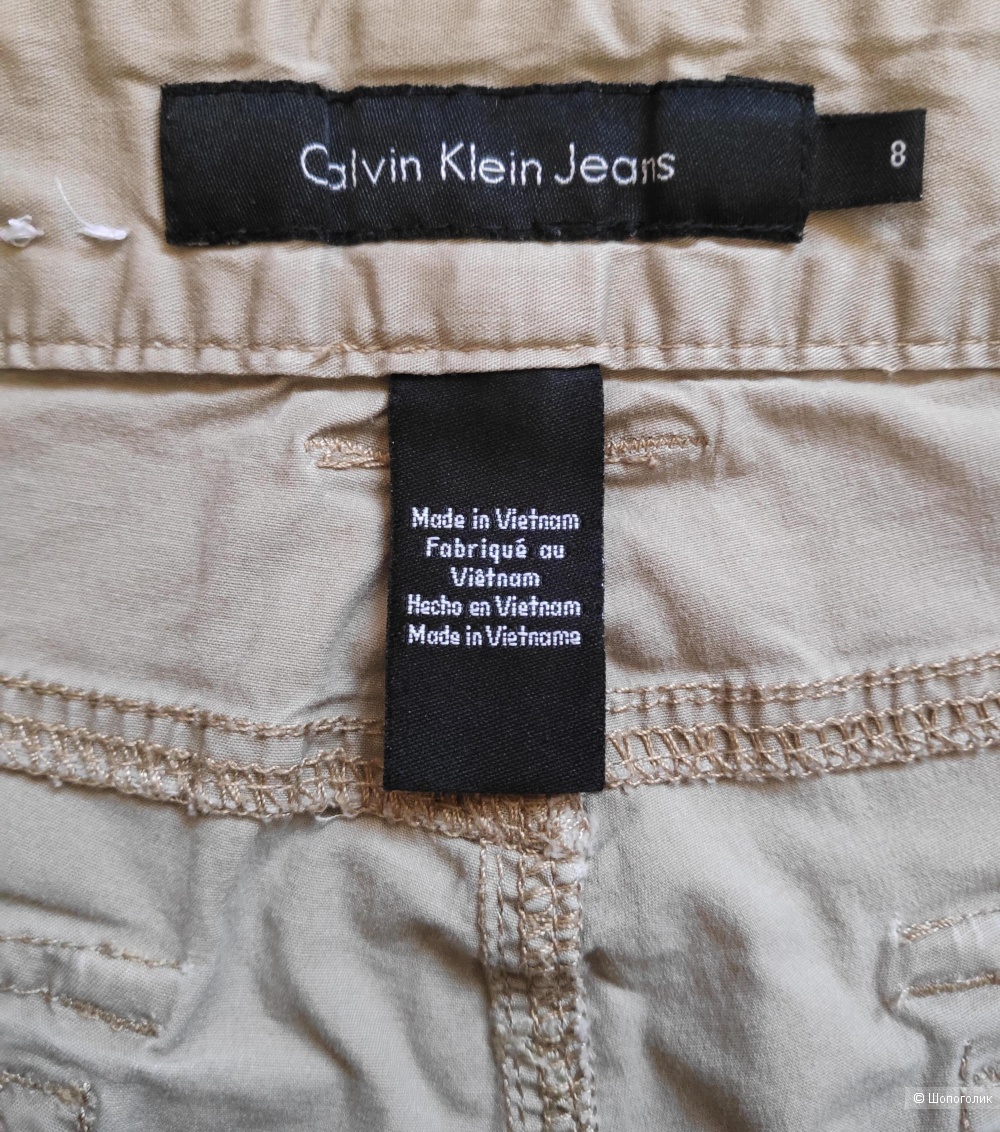 Calvin Klein Jeans
8
Made in Vietnam
Fabriqué au
Viêtnam
Hecho en Vietnam
Made in Vietname
© Шопоголик